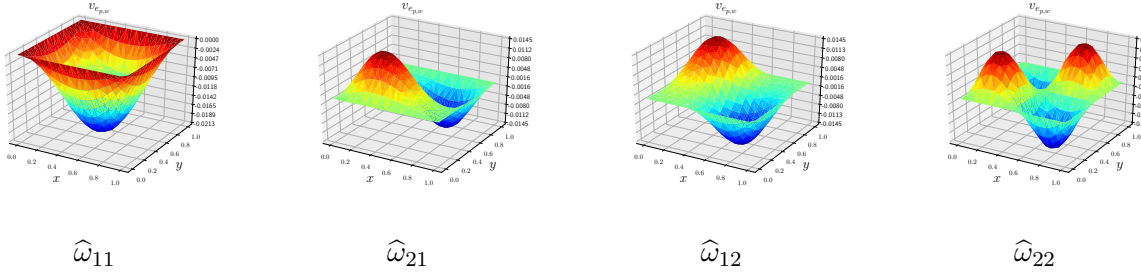 v_{e_{p,w}} v_{e_{p,w}} v_{e_{p,w}} v_{e_{p,w}}
0.0000 0.0145 0.0145
-0.0024 0.0112 0.0113
0.0080 0.0080
-0.0071 0.0048 0.0048
-0.0095 0.0016 0.0016
-0.0118 -0.0016 -0.0016
-0.0142 -0.0048 -0.0048
-0.0165 -0.0080 -0.0080
-0.0189 -0.0112 -0.0113
-0.0213 -0.0145 -0.0145
0.0 0.2 0.4 0.6 0.8 1.0 x 0.0 0.2 0.4 0.6 0.8 1.0 y
0.0 0.2 0.4 0.6 0.8 1.0 x 0.0 0.2 0.4 0.6 0.8 1.0 y
0.0 0.2 0.4 0.6 0.8 1.0 x 0.0 0.2 0.4 0.6 0.8 1.0 y
0.0 0.2 0.4 0.6 0.8 1.0 x 0.0 0.2 0.4 0.6 0.8 1.0 y
ω̂₁₁ ω̂₂₁ ω̂₁₂ ω̂₂₂